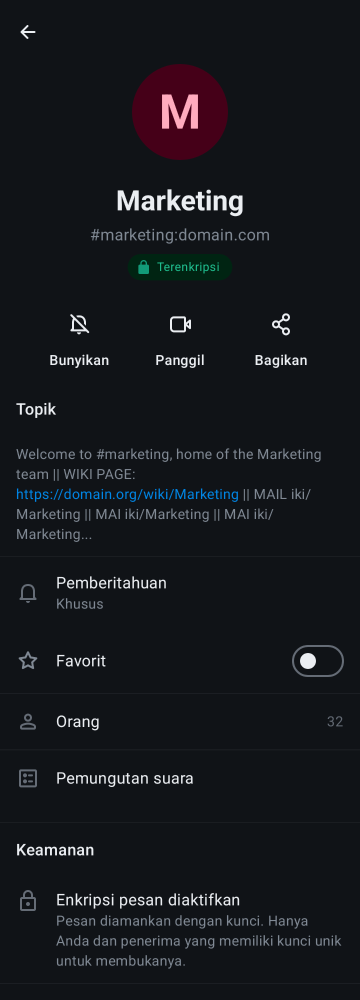 M
Marketing
#marketing:domain.com
Terenkripsi
Bunyikan
Panggil
Bagikan
Topik
Welcome to #marketing, home of the Marketing
team || WIKI PAGE:
https://domain.org/wiki/Marketing || MAIL iki/
Marketing || MAI iki/Marketing || MAI iki/
Marketing...
Pemberitahuan
Khusus
Favorit
Orang
32
Pemungutan suara
Keamanan
Enkripsi pesan diaktifkan
Pesan diamankan dengan kunci. Hanya
Anda dan penerima yang memiliki kunci unik
untuk membukanya.